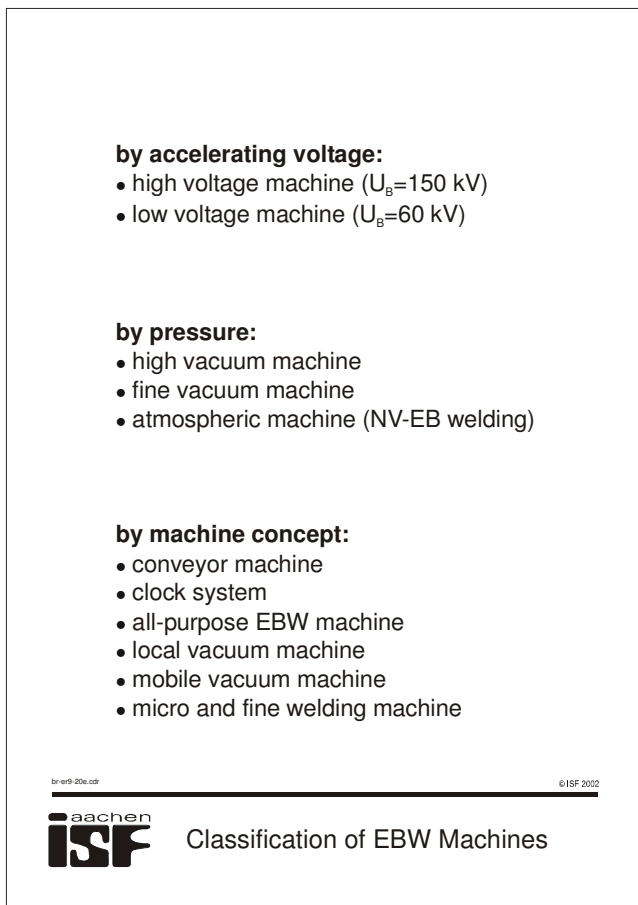 by accelerating voltage:
• high voltage machine (U_B=150 kV)
• low voltage machine (U_B=60 kV)
by pressure:
• high vacuum machine
• fine vacuum machine
• atmospheric machine (NV-EB welding)
by machine concept:
• conveyor machine
• clock system
• all-purpose EBW machine
• local vacuum machine
• mobile vacuum machine
• micro and fine welding machine
br-er9-20e.cdr
© ISF 2002
aachen
ISF
Classification of EBW Machines